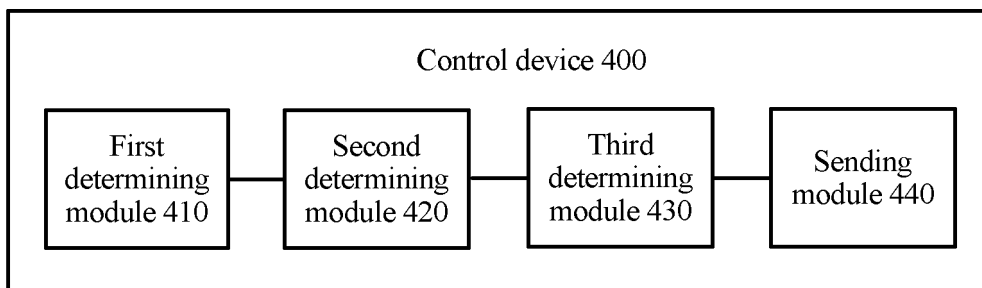 Control device 400
First
determining
module 410
Second
determining
module 420
Third
determining
module 430
Sending
module 440